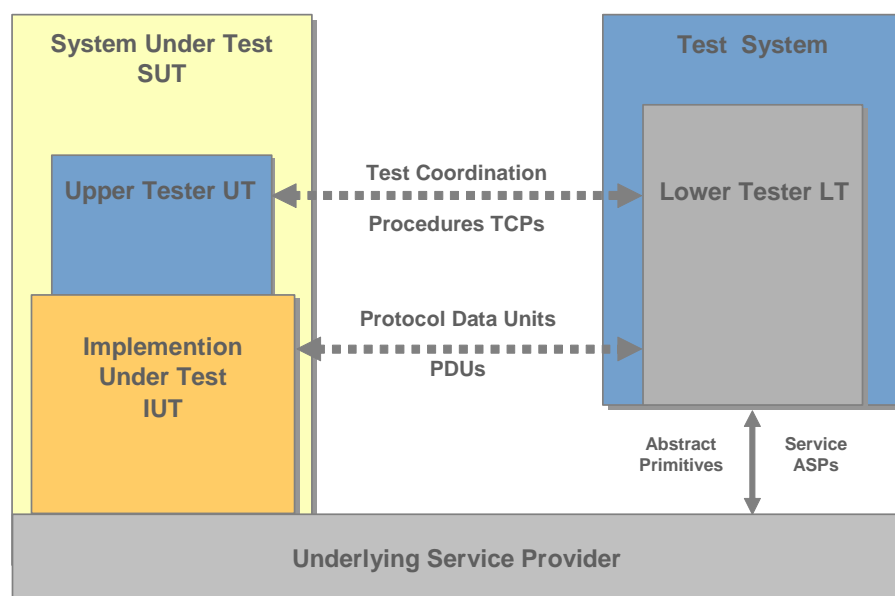 System Under Test
SUT
Test System
Upper Tester UT
Test Coordination
Procedures TCPs
Lower Tester LT
Implemention
Under Test
IUT
Protocol Data Units
PDUs
Abstract
Primitives
Service
ASPs
Underlying Service Provider